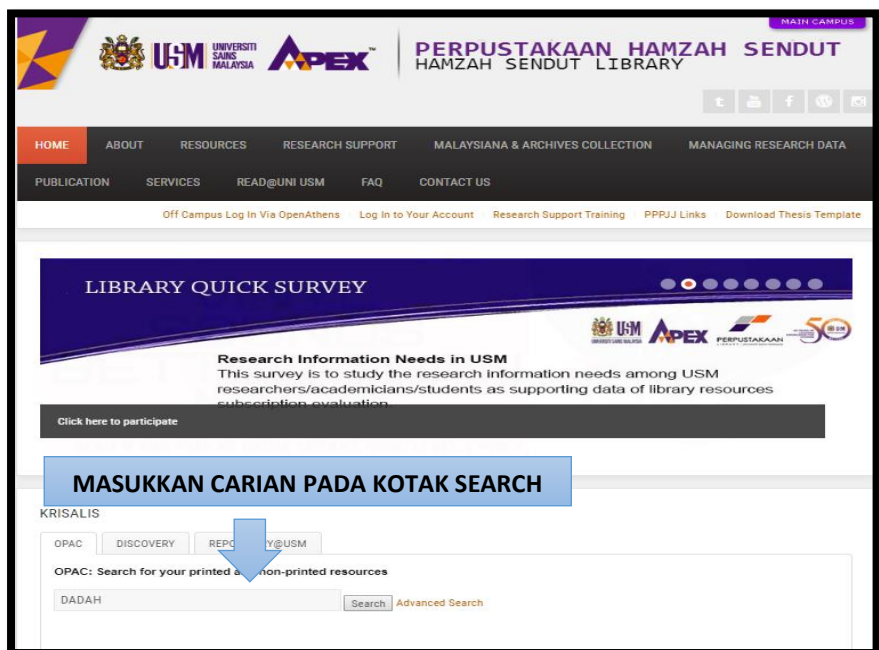 MAIN CAMPUS
USM UNIVERSITI SAINS MALAYSIA
APEX™
PERPUSTAKAAN HAMZAH SENDUT
HAMZAH SENDUT LIBRARY
HOME ABOUT RESOURCES RESEARCH SUPPORT MALAYSIANA & ARCHIVES COLLECTION MANAGING RESEARCH DATA
PUBLICATION SERVICES READ@UNI USM FAQ CONTACT US
Off Campus Log In Via OpenAthens Log In to Your Account Research Support Training PPPJJ Links Download Thesis Template
LIBRARY QUICK SURVEY
USM APEX PERPUSTAKAAN 50
Research Information Needs in USM
This survey is to study the research information needs among USM
researchers/academicians/students as supporting data of library resources
subscription evaluation.
Click here to participate
MASUKKAN CARIAN PADA KOTAK SEARCH
KRISALIS
OPAC DISCOVERY REPO Y@USM
OPAC: Search for your printed a non-printed resources
DADAH Search Advanced Search